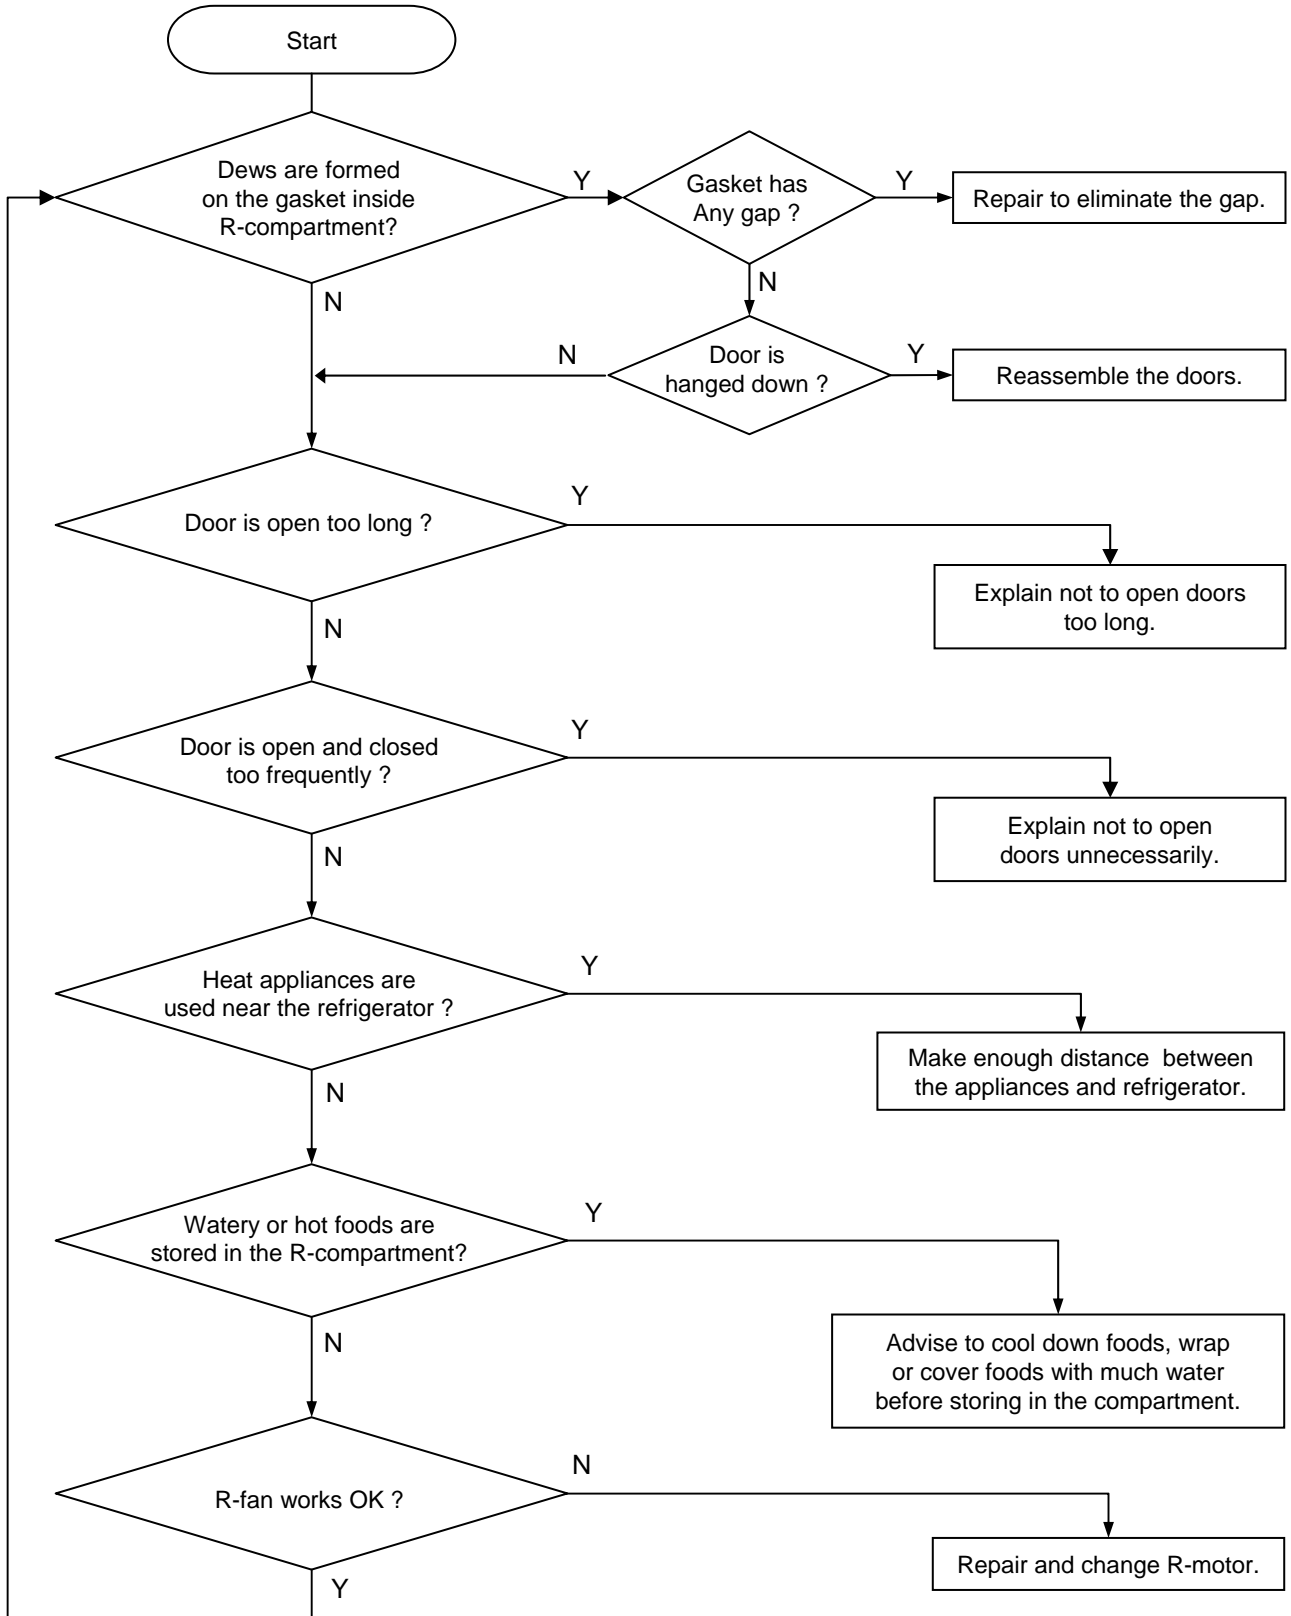 Start
Dews are formed
on the gasket inside
R-compartment?
Y
Gasket has
Any gap ?
Y
Repair to eliminate the gap.
N
N
N
Door is
hanged down ?
Y
Reassemble the doors.
Door is open too long ?
Y
Explain not to open doors
too long.
N
Door is open and closed
too frequently ?
Y
Explain not to open
doors unnecessarily.
N
Heat appliances are
used near the refrigerator ?
Y
Make enough distance between
the appliances and refrigerator.
N
Watery or hot foods are
stored in the R-compartment?
Y
Advise to cool down foods, wrap
or cover foods with much water
before storing in the compartment.
N
R-fan works OK ?
N
Repair and change R-motor.
Y